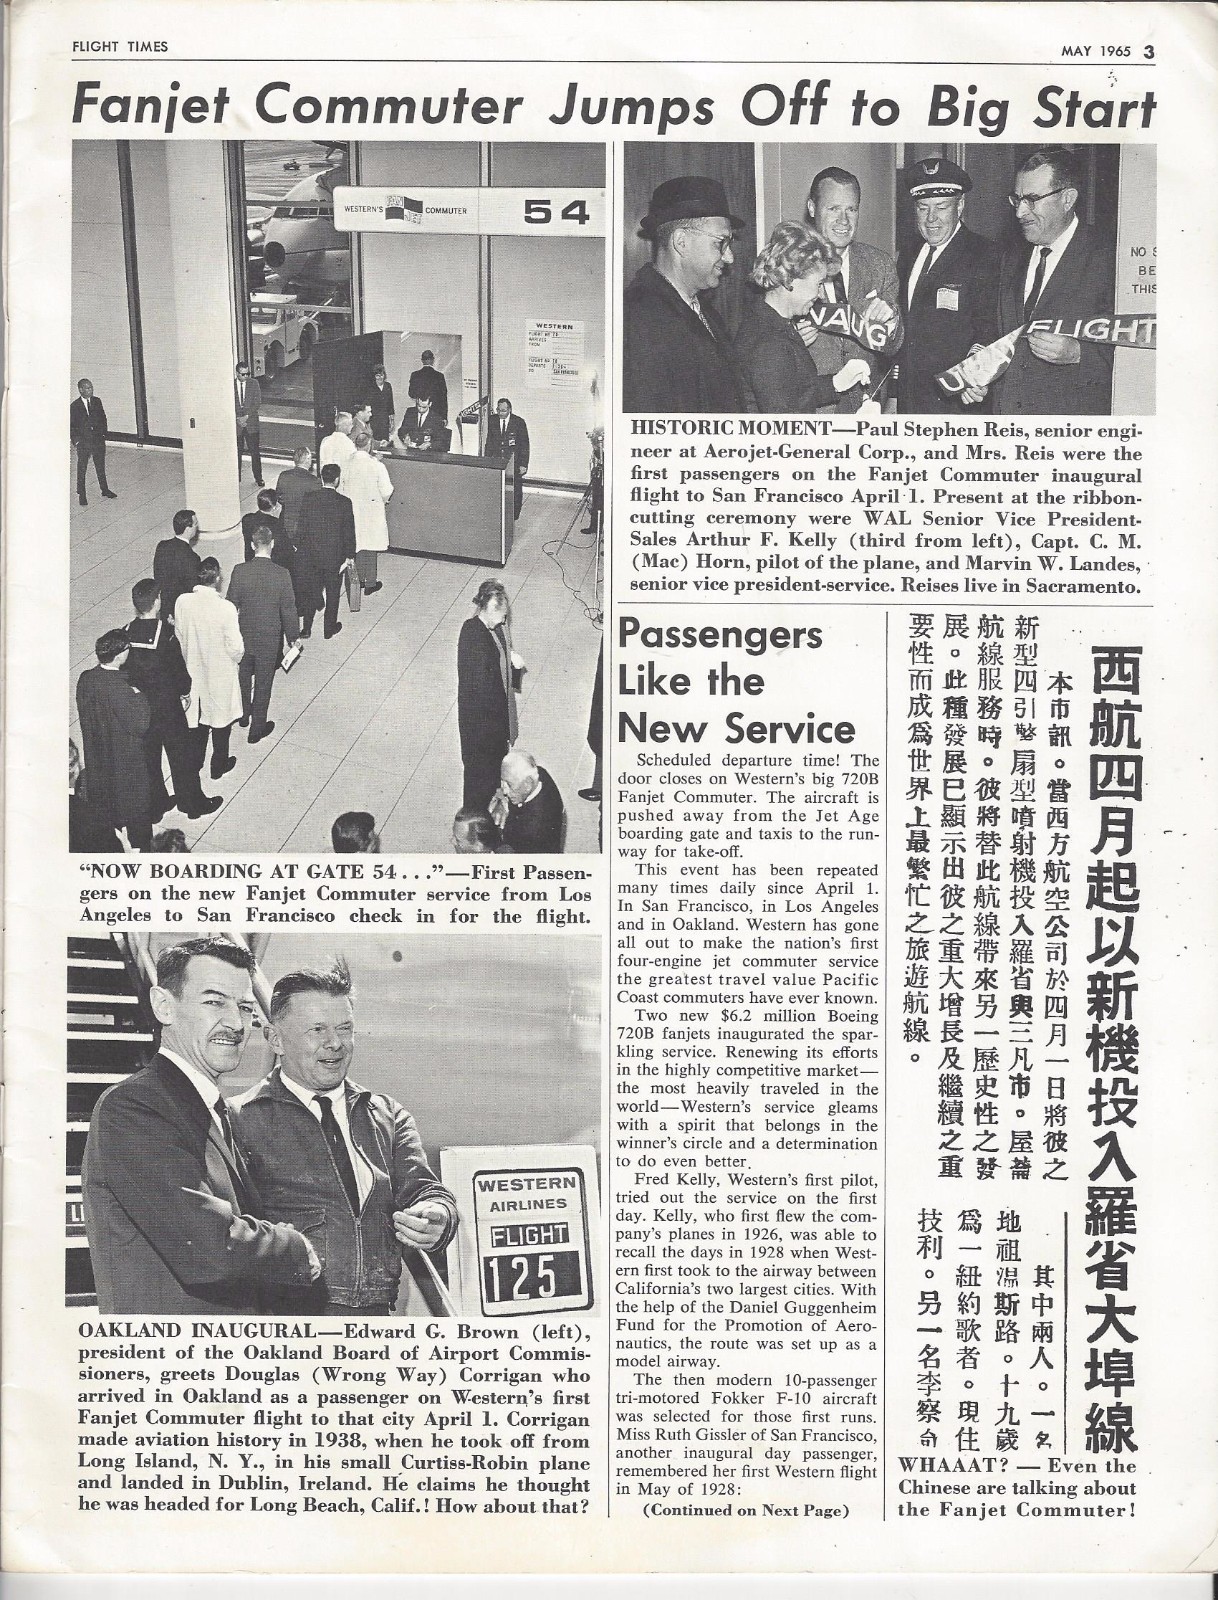 FLIGHT TIMES
MAY 1965 3
Fanjet Commuter Jumps Off to Big Start
WESTERN'S FAN JET COMMUTER
54
WESTERN
"NOW BOARDING AT GATE 54 . . ."—First Passen-
gers on the new Fanjet Commuter service from Los
Angeles to San Francisco check in for the flight.
WESTERN
AIRLINES
FLIGHT
125
OAKLAND INAUGURAL—Edward G. Brown (left),
president of the Oakland Board of Airport Commis-
sioners, greets Douglas (Wrong Way) Corrigan who
arrived in Oakland as a passenger on Western's first
Fanjet Commuter flight to that city April 1. Corrigan
made aviation history in 1938, when he took off from
Long Island, N. Y., in his small Curtiss-Robin plane
and landed in Dublin, Ireland. He claims he thought
he was headed for Long Beach, Calif.! How about that?
NAUG
FLIGHT
NO S
BE
THIS
HISTORIC MOMENT—Paul Stephen Reis, senior engi-
neer at Aerojet-General Corp., and Mrs. Reis were the
first passengers on the Fanjet Commuter inaugural
flight to San Francisco April 1. Present at the ribbon-
cutting ceremony were WAL Senior Vice President-
Sales Arthur F. Kelly (third from left), Capt. C. M.
(Mac) Horn, pilot of the plane, and Marvin W. Landes,
senior vice president-service. Reises live in Sacramento.
Passengers
Like the
New Service
Scheduled departure time! The
door closes on Western's big 720B
Fanjet Commuter. The aircraft is
pushed away from the Jet Age
boarding gate and taxis to the run-
way for take-off.
This event has been repeated
many times daily since April 1.
In San Francisco, in Los Angeles
and in Oakland. Western has gone
all out to make the nation's first
four-engine jet commuter service
the greatest travel value Pacific
Coast commuters have ever known.
Two new $6.2 million Boeing
720B fanjets inaugurated the spar-
kling service. Renewing its efforts
in the highly competitive market—
the most heavily traveled in the
world—Western's service gleams
with a spirit that belongs in the
winner's circle and a determination
to do even better.
Fred Kelly, Western's first pilot,
tried out the service on the first
day. Kelly, who first flew the com-
pany's planes in 1926, was able to
recall the days in 1928 when West-
ern first took to the airway between
California's two largest cities. With
the help of the Daniel Guggenheim
Fund for the Promotion of Aero-
nautics, the route was set up as a
model airway.
The then modern 10-passenger
tri-motored Fokker F-10 aircraft
was selected for those first runs.
Miss Ruth Gissler of San Francisco,
another inaugural day passenger,
remembered her first Western flight
in May of 1928:
(Continued on Next Page)
西航四月起以新機投入羅省大埠線
本市訊。當西方航空公司於四月一日將彼之
新型四引擎扇型噴射機投入羅省與三凡市。屋崙
航線服務時。彼將替此航線帶來另一歷史性之發
展。此種發展已顯示出彼之重大增長及繼續之重
要性而成為世界上最繁忙之旅遊航線。
其中兩人。一名
地祖温斯路。十九歲
為一紐約歌者。現住
技利。另一名李察
WHAAAT? — Even the
Chinese are talking about
the Fanjet Commuter!